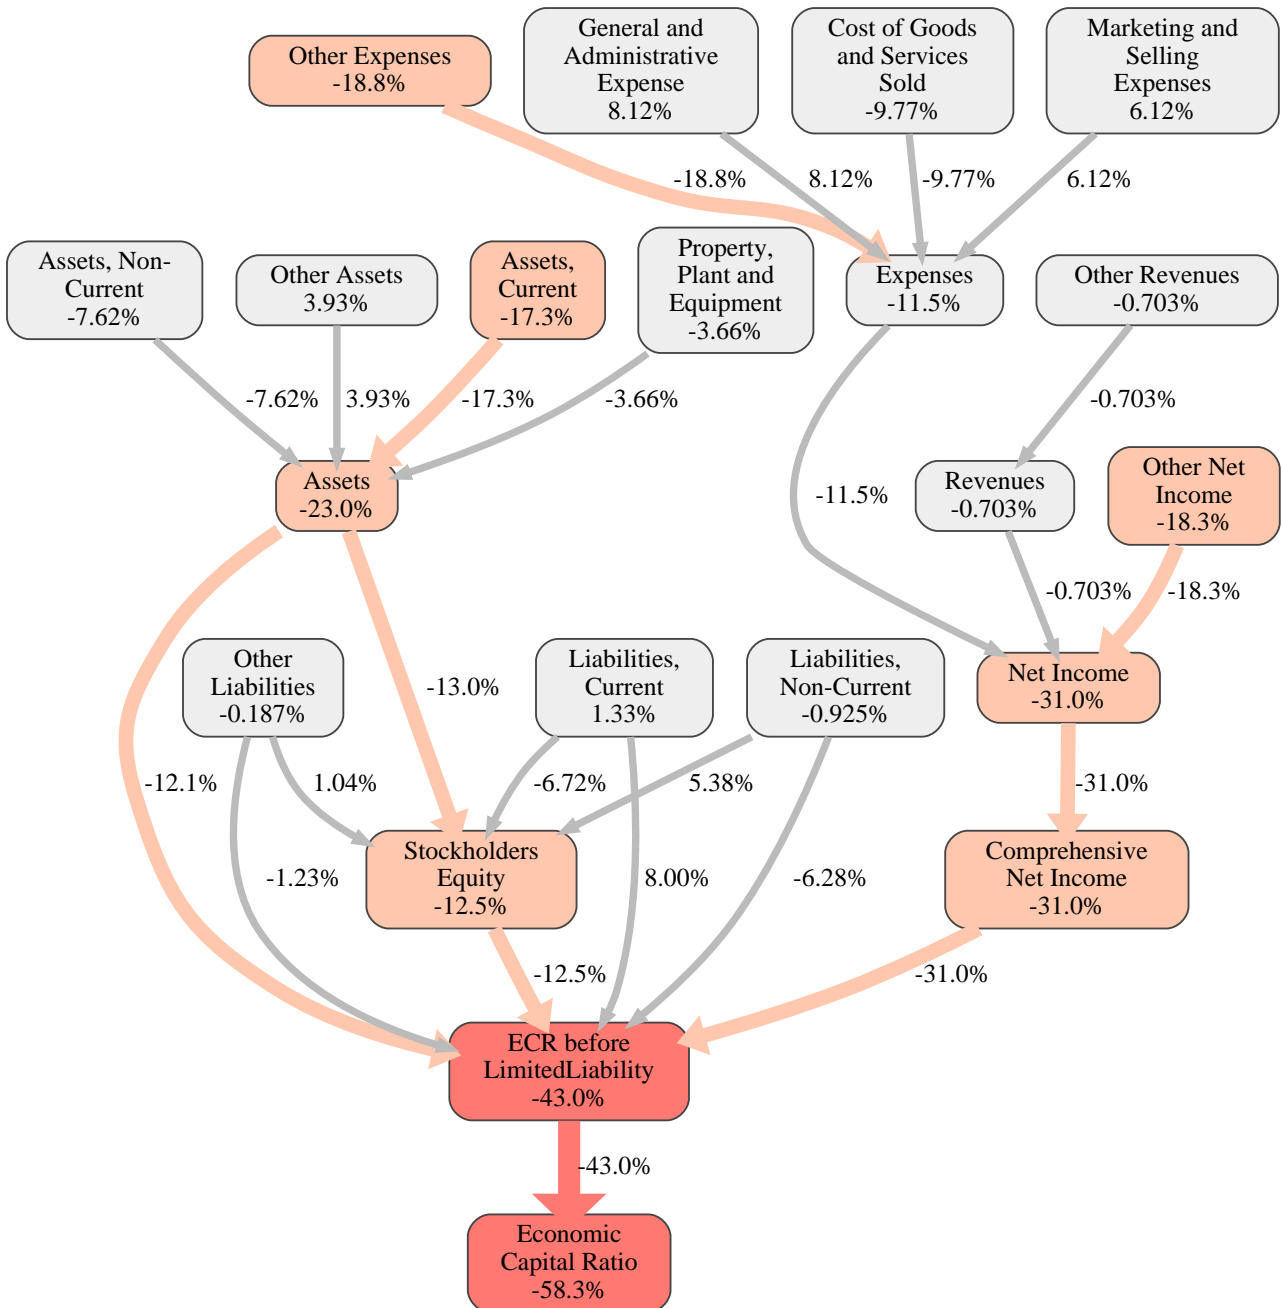 Other Expenses
-18.8%
General and
Administrative
Expense
8.12%
Cost of Goods
and Services
Sold
-9.77%
Marketing and
Selling
Expenses
6.12%
-18.8%
8.12%
-9.77%
6.12%
Assets, Non-
Current
-7.62%
Other Assets
3.93%
Assets,
Current
-17.3%
Property,
Plant and
Equipment
-3.66%
Expenses
-11.5%
Other Revenues
-0.703%
-7.62%
3.93%
-17.3%
-3.66%
-0.703%
Assets
-23.0%
-11.5%
Revenues
-0.703%
Other Net
Income
-18.3%
-0.703%
-18.3%
Other
Liabilities
-0.187%
-13.0%
Liabilities,
Current
1.33%
Liabilities,
Non-Current
-0.925%
Net Income
-31.0%
-12.1%
1.04%
-6.72%
5.38%
-31.0%
Stockholders
Equity
-12.5%
Comprehensive
Net Income
-31.0%
-1.23%
8.00%
-6.28%
-12.5%
-31.0%
ECR before
LimitedLiability
-43.0%
-43.0%
Economic
Capital Ratio
-58.3%